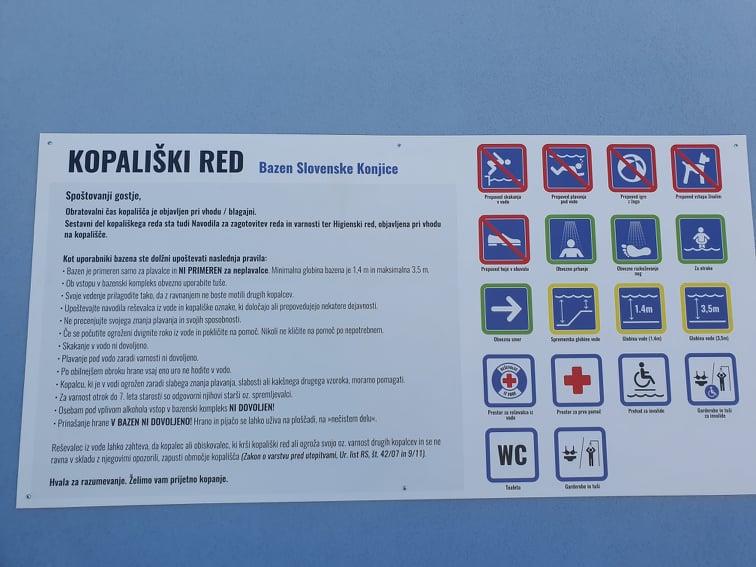 KOPALIŠKI RED Bazen Slovenske Konjice
Spoštovani gostje,
Obratovalni čas kopališča je objavljen pri vhodu / blagajni.
Sestavni del kopališkega reda sta tudi Navodila za zagotovitev reda in varnosti ter Higienski red, objavljena pri vhodu
na kopališče.
Kot uporabniki bazena ste dolžni upoštevati naslednja pravila:
• Bazen je primeren samo za plavalce in NI PRIMEREN za neplavalce. Minimalna globina bazena je 1,4 m in maksimalna 3,5 m.
• Ob vstopu v bazenski kompleks obvezno uporabite tuše.
• Svoje vedenje prilagodite tako, da z ravnanjem ne boste motili drugih kopalcev.
• Upoštevajte navodila reševalca iz vode in kopališke oznake, ki določajo ali prepovedujejo nekatere dejavnosti.
• Ne precenjujte svojega znanja plavanja in svojih sposobnosti.
• Če se počutite ogroženi dvignite roko iz vode in pokličite na pomoč. Nikoli ne kličite na pomoč po nepotrebnem.
• Skakanje v vodo ni dovoljeno.
• Plavanje pod vodo zaradi varnosti ni dovoljeno.
• Po obilnejšem obroku hrane vsaj eno uro ne hodite v vodo.
• Kopalcu, ki je v vodi ogrožen zaradi slabega znanja plavanja, slabosti ali kakšnega drugega vzroka, moramo pomagati.
• Za varnost otrok do 7. leta starosti so odgovorni njihovi starši oz. spremljevalci.
• Osebam pod vplivom alkohola vstop v bazenski kompleks NI DOVOLJEN!
• Prinašanje hrane V BAZEN NI DOVOLJENO! Hrano in pijačo se lahko uživa na ploščadi, na »nečistem delu«.
Reševalec iz vode lahko zahteva, da kopalec ali obiskovalec, ki krši kopališki red ali ogroža svojo oz. varnost drugih kopalcev in se ne
ravna v skladu z njegovimi opozorili, zapusti območje kopališča (Zakon o varstvu pred utopitvami, Ur. list RS, št. 42/07 in 9/11).
Hvala za razumevanje. Želimo vam prijetno kopanje.
Prepoved skakanja
v vodo
Prepoved plavanja
pod vodo
Prepoved igre
z žogo
Prepoved vstopa živalim
Prepoved hoje v obuvalu
Obvezno prhanje
Obvezno razkuževanje
nog
Za otroke
1.4m
3,5m
Obvezna smer
Sprememba globine vode
Globina vode (1.4m)
Globina vode (3,5m)
REŠEVALEC
IZ VODE
Prostor za reševalca iz
vode
Prostor za prvo pomoč
Prehod za invalide
Garderobe in tuši
za invalide
WC
Toaleta
Garderobe in tuši